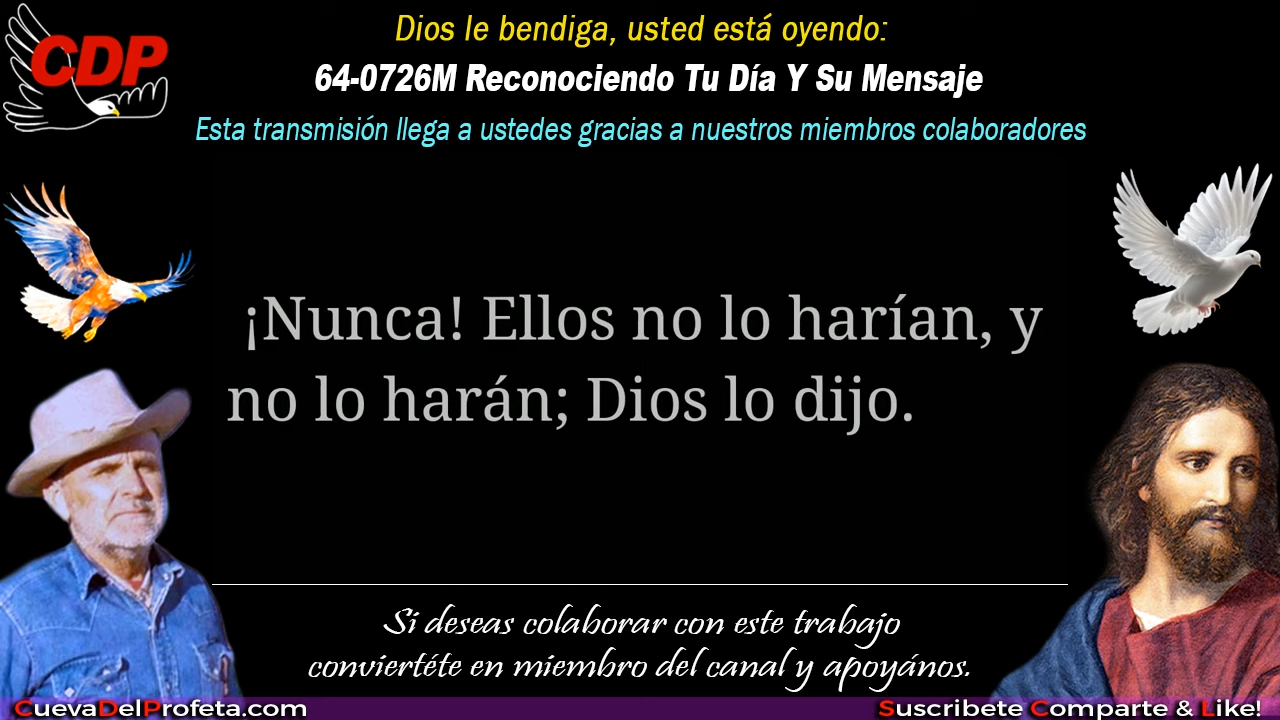 CDP
Dios le bendiga, usted está oyendo:
64-0726M Reconociendo Tu Día Y Su Mensaje
Esta transmisión llega a ustedes gracias a nuestros miembros colaboradores
¡Nunca! Ellos no lo harían, y
no lo harán; Dios lo dijo.
Si deseas colaborar con este trabajo
conviertéte en miembro del canal y apoyános.
CuevaDelProfeta.com
Suscribete Comparte & Like!